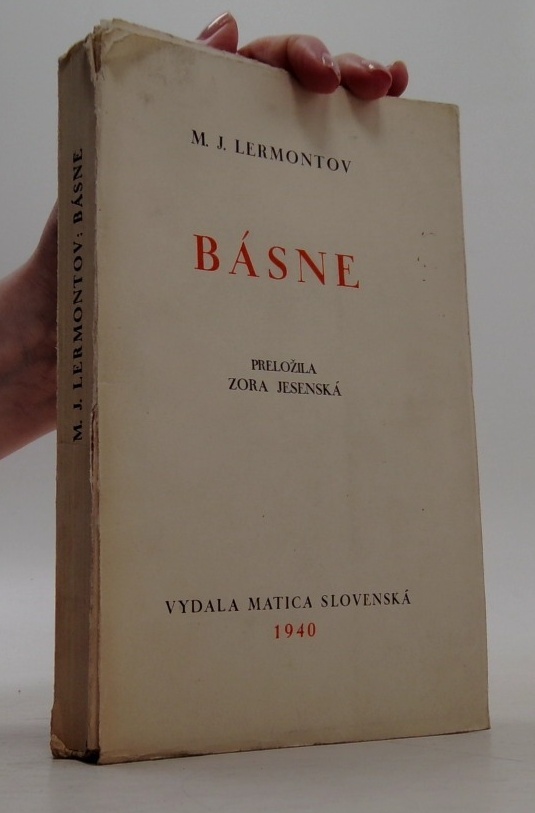 M. J. LERMONTOV
BÁSNE
PRELOŽILA
ZORA JESENSKÁ
VYDALA MATICA SLOVENSKÁ
1940
M. J. LERMONTOV: BÁSNE